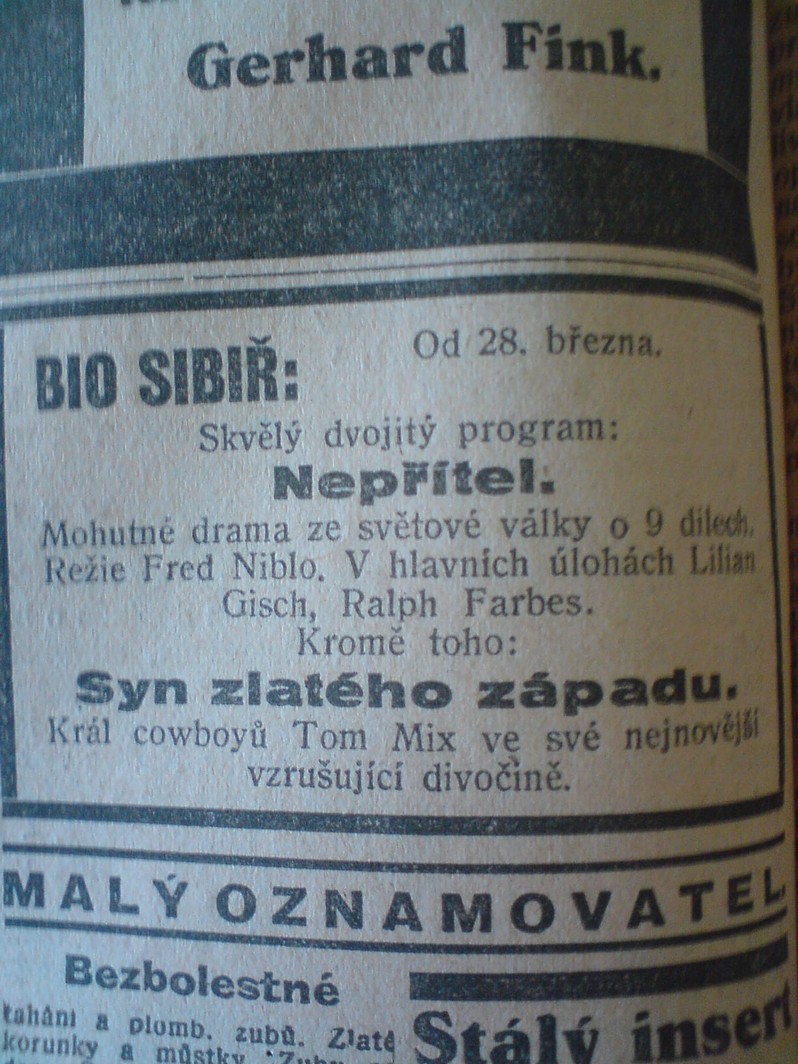 Gerhard Fink.
BIO SIBIŘ:
Od 28. března.
Skvělý dvojitý program:
Nepřítel.
Mohutné drama ze světové války o 9 dílech.
Režie Fred Niblo. V hlavních úlohách Lilian
Gisch, Ralph Farbes.
Kromě toho:
Syn zlatého západu.
Král cowboyů Tom Mix ve své nejnovější
vzrušující divočině.
MALÝ OZNAMOVATEL.
Bezbolestné
tahání a plomb. zubů. Zlaté
korunky a můstky
Stálý insert